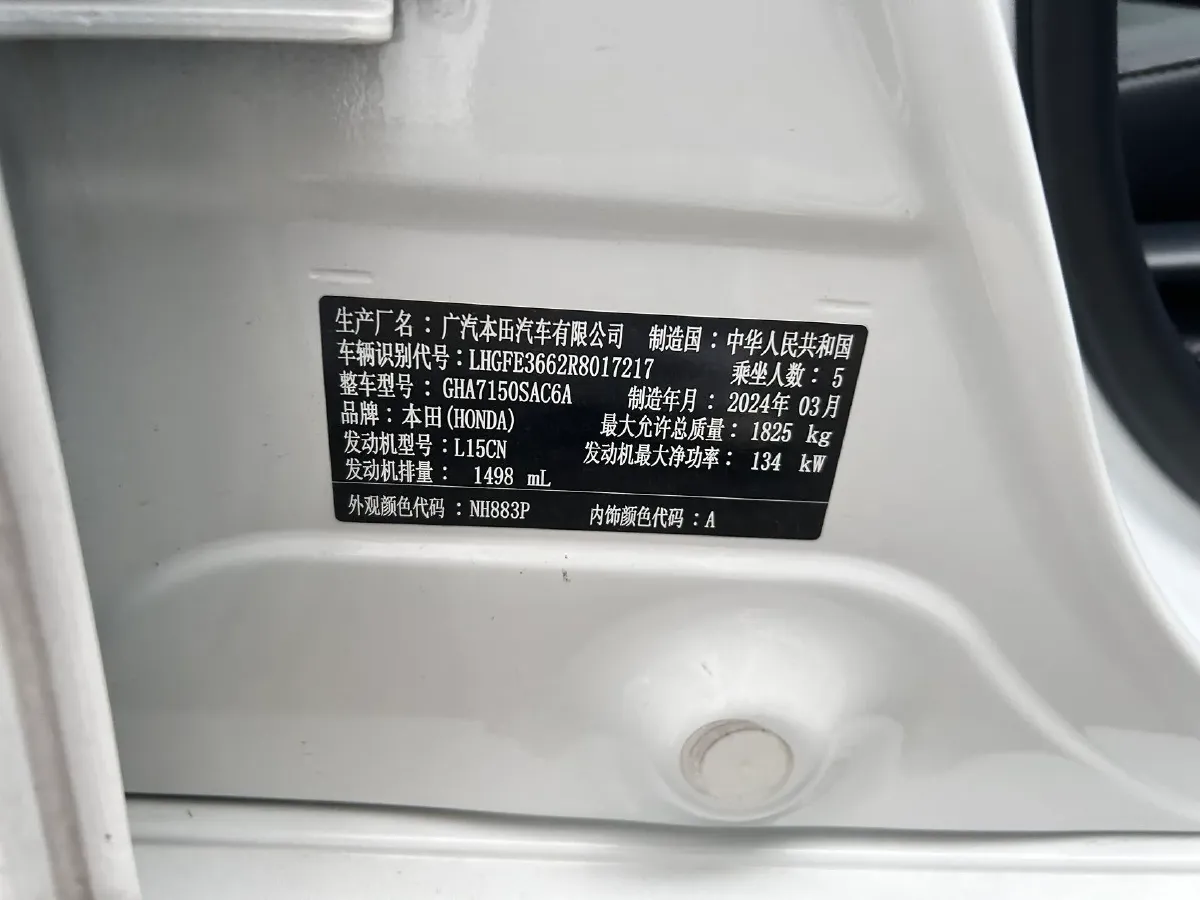 生产厂名：广汽本田汽车有限公司 制造国：中华人民共和国
车辆识别代号：LHGFE3662R8017217 乘坐人数：5
整车型号：GHA7150SAC6A 制造年月：2024年 03月
品牌：本田(HONDA) 最大允许总质量：1825 kg
发动机型号：L15CN 发动机最大净功率：134 kW
发动机排量：1498 mL
外观颜色代码：NH883P 内饰颜色代码：A